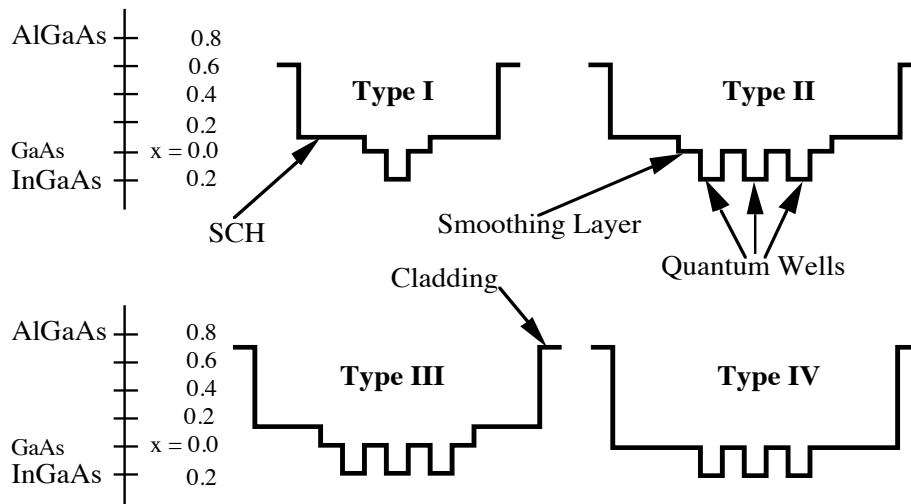 AlGaAs
0.8
0.6
0.4
0.2
GaAs
x = 0.0
InGaAs
0.2
Type I
Type II
SCH
Smoothing Layer
Quantum Wells
Cladding
AlGaAs
0.8
0.6
0.4
0.2
GaAs
x = 0.0
InGaAs
0.2
Type III
Type IV